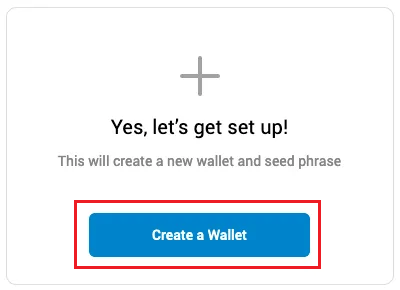 Yes, let’s get set up!
This will create a new wallet and seed phrase
Create a Wallet